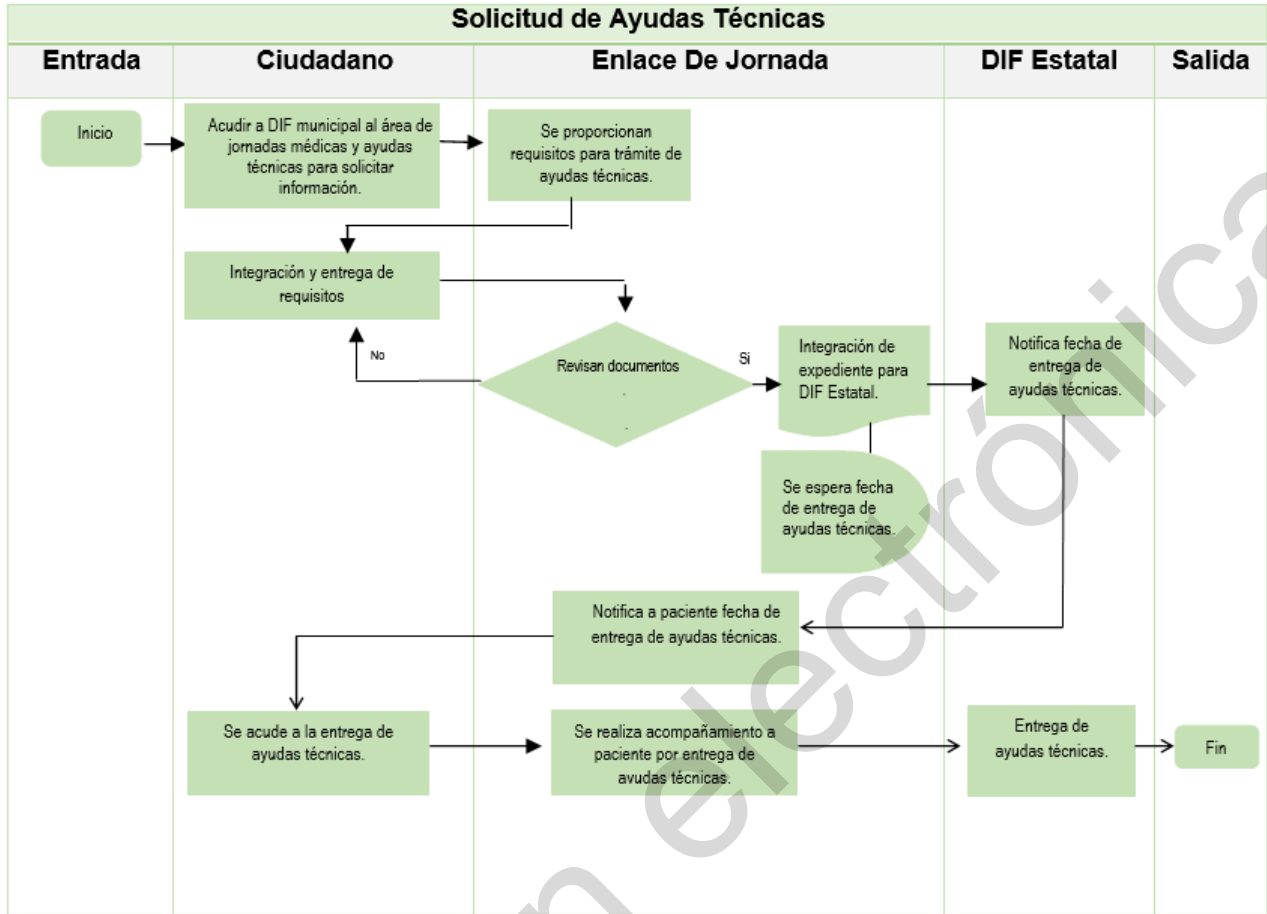 Solicitud de Ayudas Técnicas
Entrada
Ciudadano
Enlace De Jornada
DIF Estatal
Salida
Inicio
Acudir a DIF municipal al área de
jornadas médicas y ayudas
técnicas para solicitar
información.
Se proporcionan
requisitos para trámite de
ayudas técnicas.
Integración y entrega de
requisitos
No
Revisan documentos
.
.
Si
Integración de
expediente para
DIF Estatal.
Notifica fecha de
entrega de
ayudas técnicas.
Se espera fecha
de entrega de
ayudas técnicas.
Notifica a paciente fecha de
entrega de ayudas técnicas.
Se acude a la entrega de
ayudas técnicas.
Se realiza acompañamiento a
paciente por entrega de
ayudas técnicas.
Entrega de
ayudas técnicas.
Fin
n electrónica